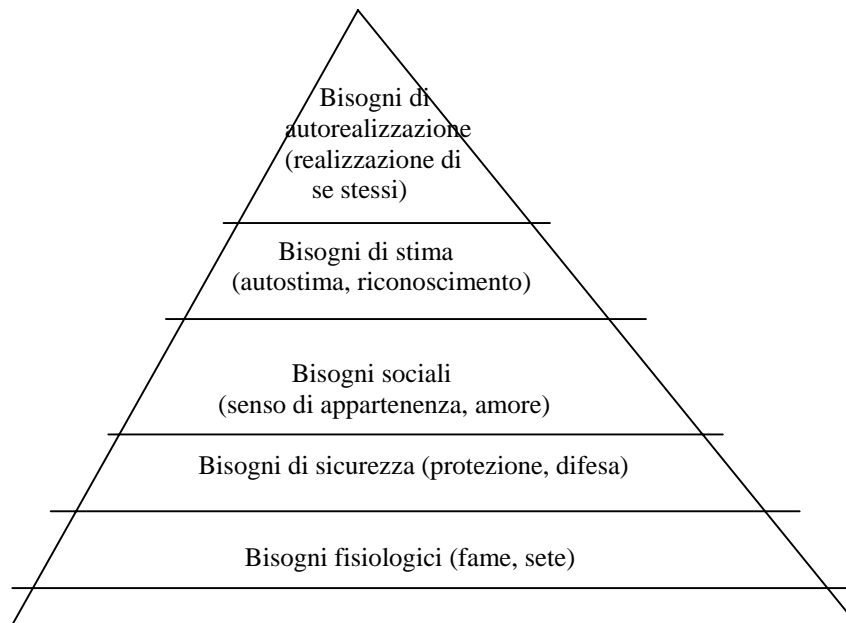 Bisogni di
autorealizzazione
(realizzazione di
se stessi)
Bisogni di stima
(autostima, riconoscimento)
Bisogni sociali
(senso di appartenenza, amore)
Bisogni di sicurezza (protezione, difesa)
Bisogni fisiologici (fame, sete)